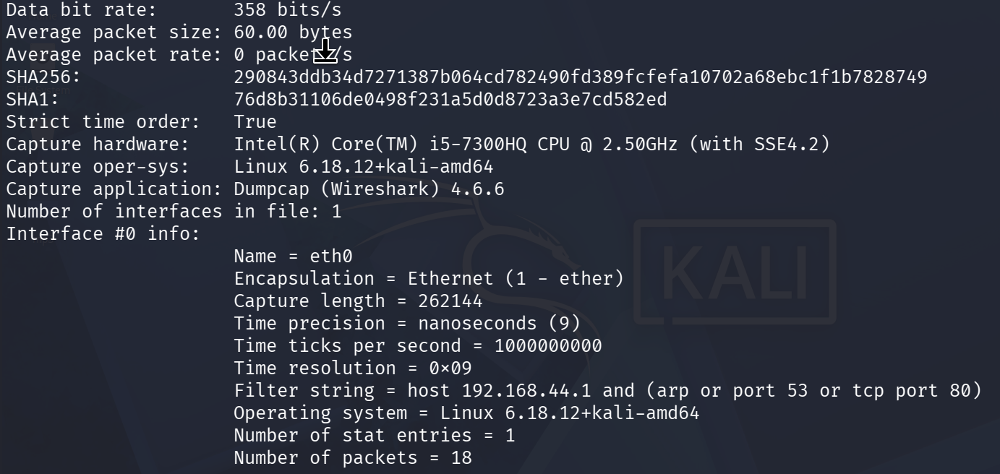 Data bit rate: 358 bits/s
Average packet size: 60.00 bytes
Average packet rate: 0 packets/s
SHA256: 290843ddb34d7271387b064cd782490fd389fcfefa10702a68ebc1f1b7828749
SHA1: 76d8b31106de0498f231a5d0d8723a3e7cd582ed
Strict time order: True
Capture hardware: Intel(R) Core(TM) i5-7300HQ CPU @ 2.50GHz (with SSE4.2)
Capture oper-sys: Linux 6.18.12+kali-amd64
Capture application: Dumpcap (Wireshark) 4.6.6
Number of interfaces in file: 1
Interface #0 info:
Name = eth0
Encapsulation = Ethernet (1 - ether)
Capture length = 262144
Time precision = nanoseconds (9)
Time ticks per second = 1000000000
Time resolution = 0x09
Filter string = host 192.168.44.1 and (arp or port 53 or tcp port 80)
Operating system = Linux 6.18.12+kali-amd64
Number of stat entries = 1
Number of packets = 18
KALI